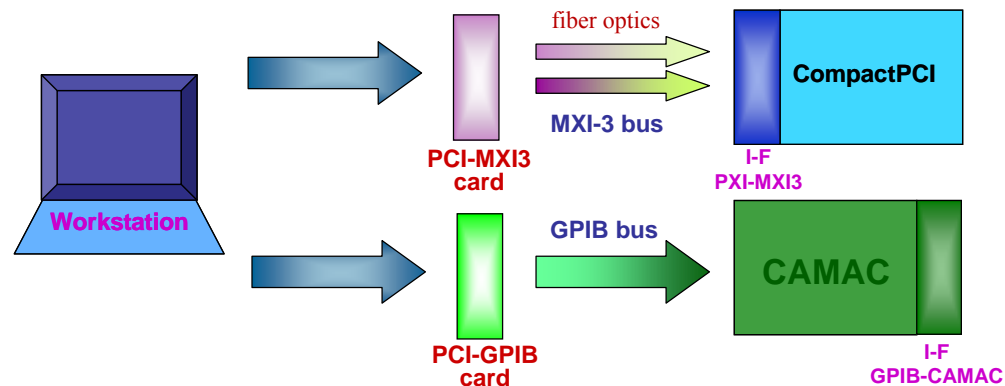 fiber optics
CompactPCI
MXI-3 bus
PCI-MXI3
card
I-F
PXI-MXI3
Workstation
GPIB bus
CAMAC
PCI-GPIB
card
I-F
GPIB-CAMAC